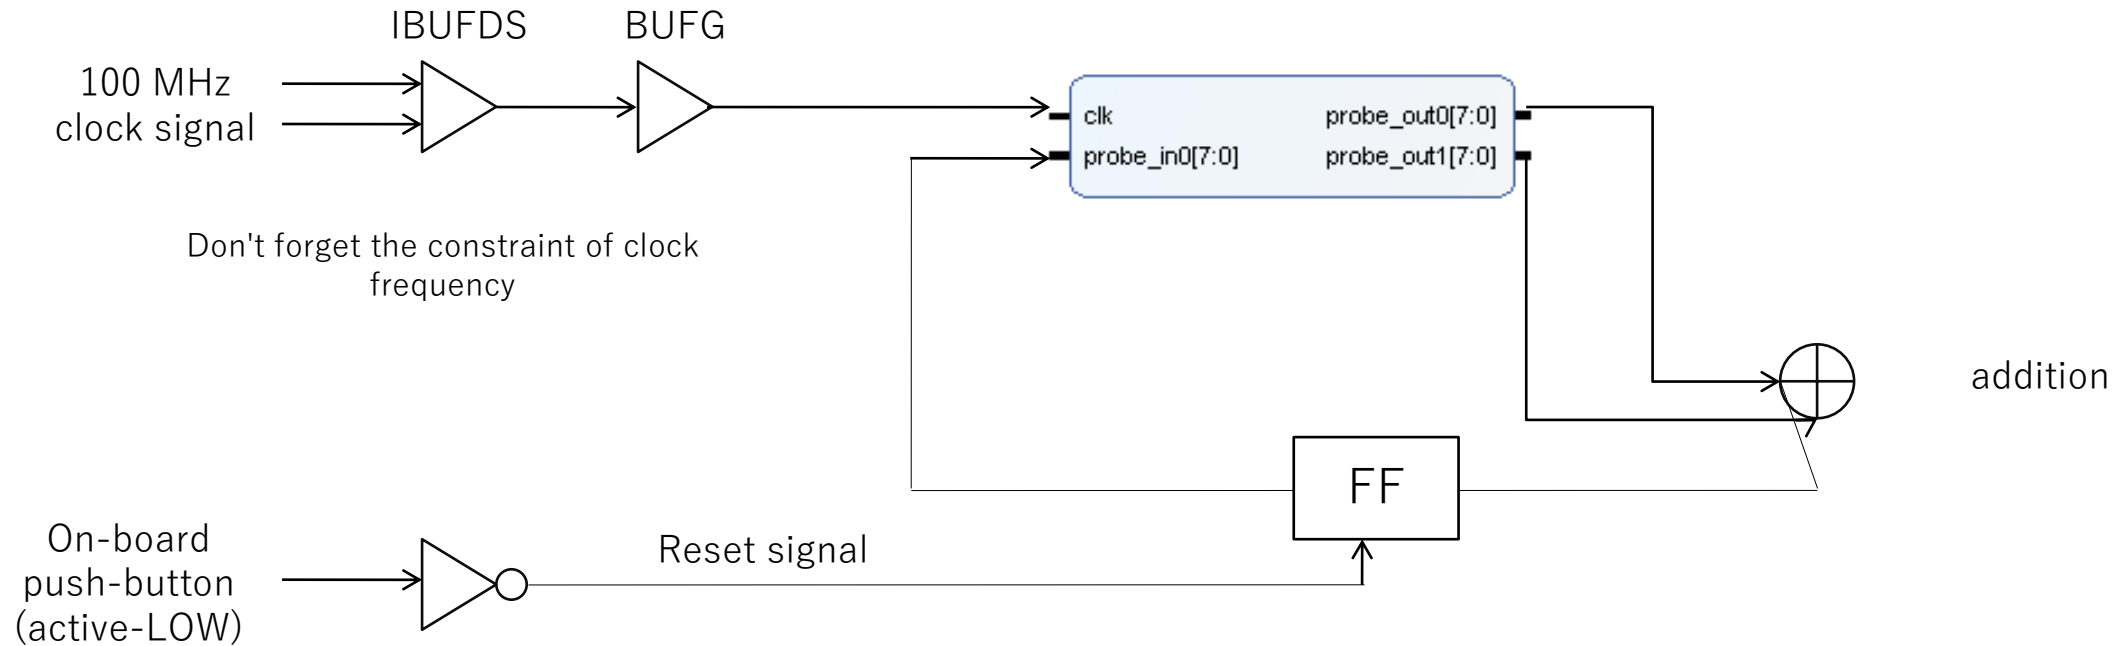 IBUFDS
BUFG
100 MHz
clock signal
clk
probe_in0[7:0]
probe_out0[7:0]
probe_out1[7:0]
Don't forget the constraint of clock
frequency
addition
FF
On-board
push-button
(active-LOW)
Reset signal